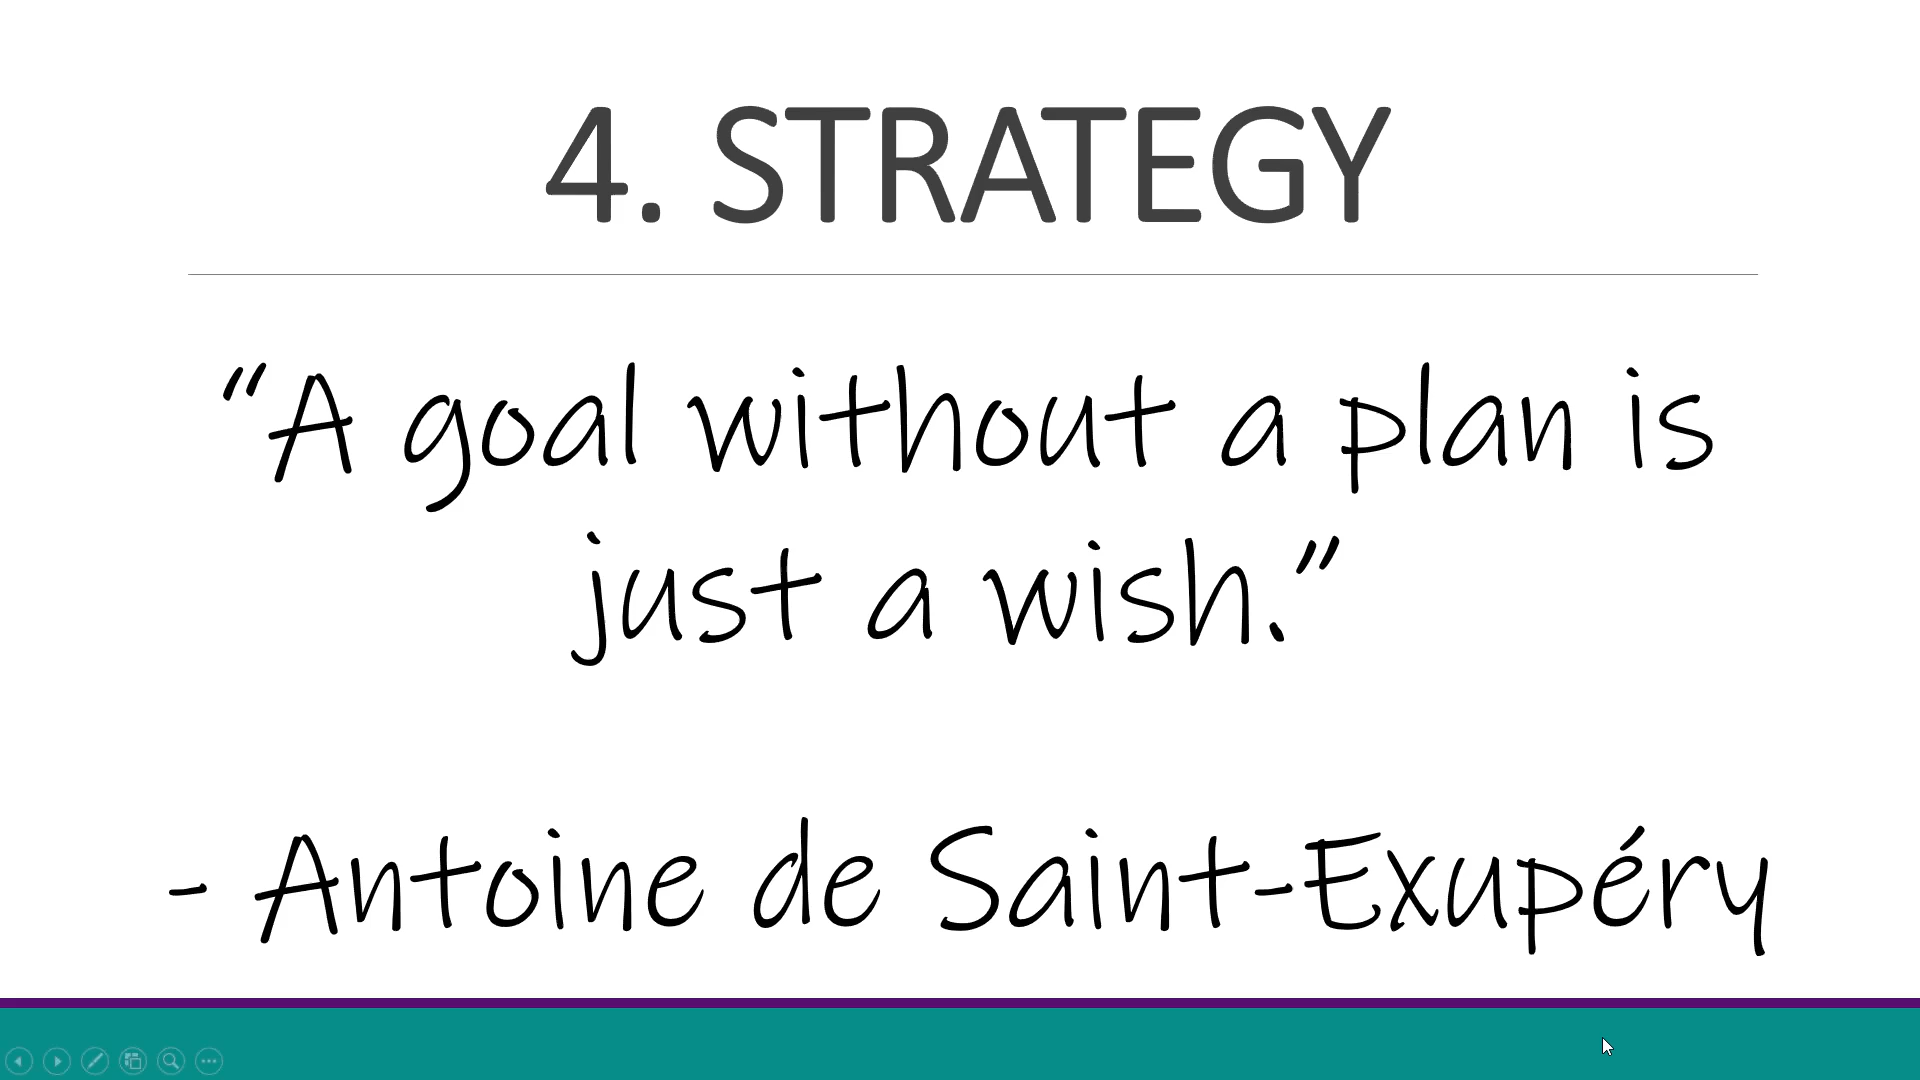 4. STRATEGY
“A goal without a plan is
just a wish.”
- Antoine de Saint-Exupéry